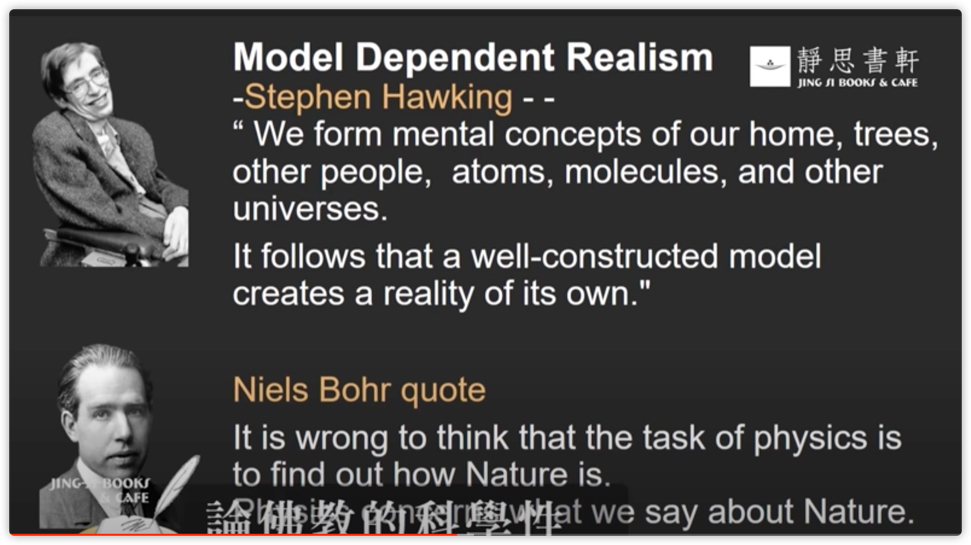 Model Dependent Realism
靜思書軒
JING SI BOOKS & CAFE
-Stephen Hawking - -
“ We form mental concepts of our home, trees,
other people, atoms, molecules, and other
universes.
It follows that a well-constructed model
creates a reality of its own."
Niels Bohr quote
It is wrong to think that the task of physics is
to find out how Nature is.
JING SI BOOKS
& CAFE
Physics concerns what we say about Nature.
論佛教的科學性